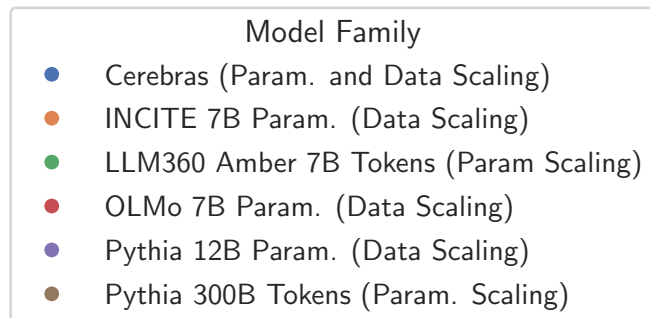 Model Family
Cerebras (Param. and Data Scaling)
INCITE 7B Param. (Data Scaling)
LLM360 Amber 7B Tokens (Param Scaling)
OLMo 7B Param. (Data Scaling)
Pythia 12B Param. (Data Scaling)
Pythia 300B Tokens (Param. Scaling)